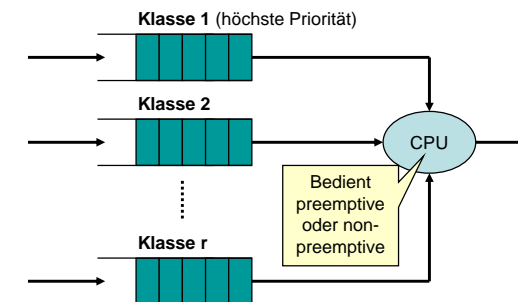 Klasse 1 (höchste Priorität)
Klasse 2
CPU
Bedient
preemptive
oder non-
preemptive
Klasse r